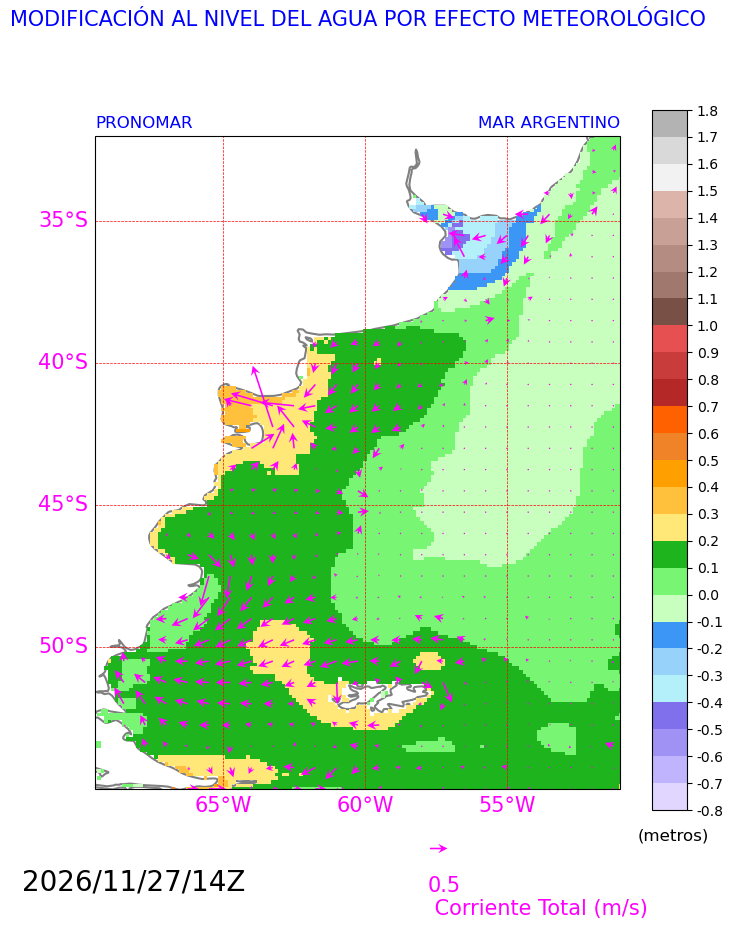 MODIFICACIÓN AL NIVEL DEL AGUA POR EFECTO METEOROLÓGICO
PRONOMAR
MAR ARGENTINO
35°S
40°S
45°S
50°S
65°W
60°W
55°W
1.8
1.7
1.6
1.5
1.4
1.3
1.2
1.1
1.0
0.9
0.8
0.7
0.6
0.5
0.4
0.3
0.2
0.1
0.0
-0.1
-0.2
-0.3
-0.4
-0.5
-0.6
-0.7
-0.8
(metros)
2026/11/27/14Z
0.5
Corriente Total (m/s)